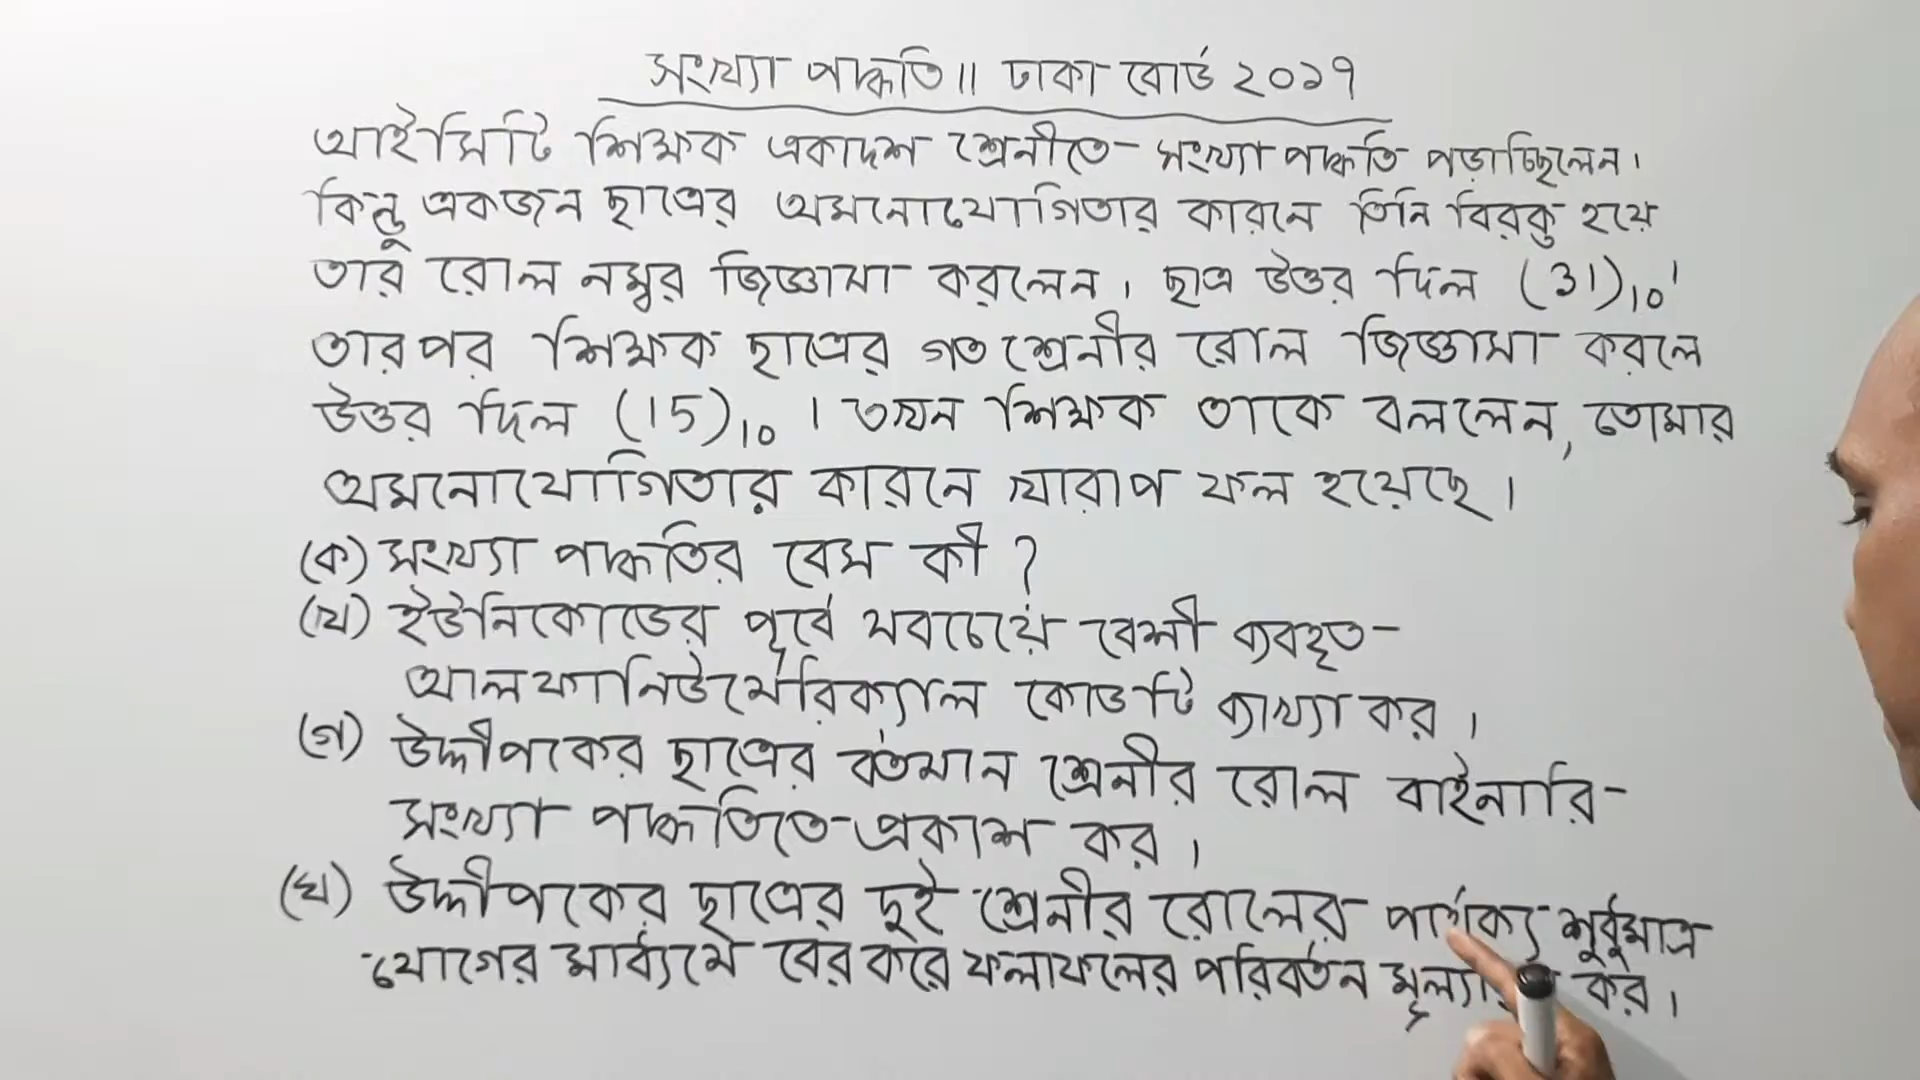 সংখ্যা পদ্ধতি ॥ ঢাকা বোর্ড ২০১৭
আইসিটি শিক্ষক একাদশ শ্রেনীতে সংখ্যা পদ্ধতি পড়াচ্ছিলেন।
কিন্তু একজন ছাত্রের অমনোযোগিতার কারনে তিনি বিরক্ত হয়ে
তার রোল নম্বর জিজ্ঞাসা করলেন। ছাত্র উত্তর দিল (31)₁₀।
তারপর শিক্ষক ছাত্রের গত শ্রেনীর রোল জিজ্ঞাসা করলে
উত্তর দিল (15)₁₀। তখন শিক্ষক তাকে বললেন, তোমার
অমনোযোগিতার কারনে খারাপ ফল হয়েছে।
(ক) সংখ্যা পদ্ধতির বেস কী?
(খ) ইউনিকোডের পূর্বে সবচেয়ে বেশী ব্যবহৃত
আলফানিউমেরিক্যাল কোডটি ব্যাখ্যা কর।
(গ) উদ্দীপকের ছাত্রের বর্তমান শ্রেনীর রোল বাইনারি
সংখ্যা পদ্ধতিতে প্রকাশ কর।
(ঘ) উদ্দীপকের ছাত্রের দুই শ্রেনীর রোলের পার্থক্য শুধুমাত্র
যোগের মাধ্যমে বের করে ফলাফলের পরিবর্তন কর।